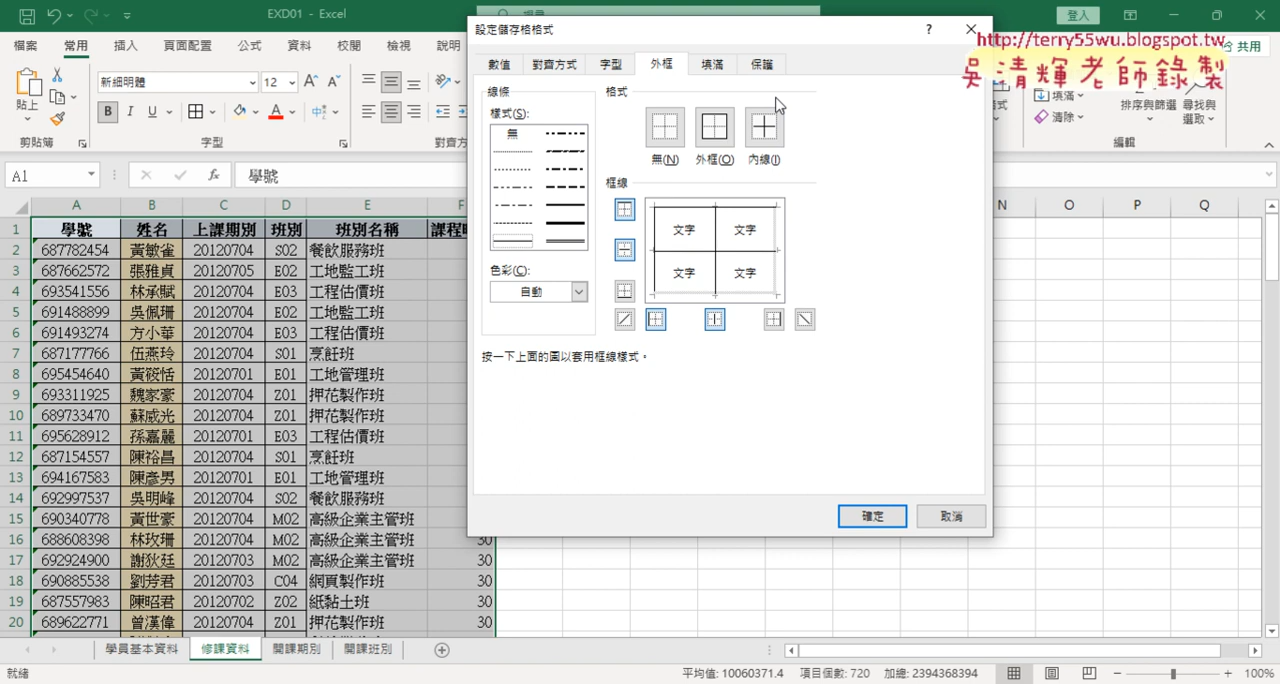 EXD01 - Excel
登入
檔案 常用 插入 頁面配置 公式 資料 校閱 檢視 說明
共用
http://terry55wu.blogspot.tw
吳清輝老師錄製
貼上
新細明體 12
B I U
填滿
清除
排序與篩選
尋找與選取
剪貼簿 字型 編輯
A1 學號
設定儲存格格式
數值 對齊方式 字型 外框 填滿 保護
線條
樣式(S):
無
色彩(C):
自動
格式
無(N) 外框(O) 內線(I)
框線
文字 文字
文字 文字
按一下上面的圖以套用框線樣式。
確定 取消
A B C D E F N O P Q
1 學號 姓名 上課期別 班別 班別名稱
2 687782454 黃敏雀 20120704 S02 餐飲服務班
3 687662572 張雅貞 20120705 E02 工地監工班
4 693541556 林承賦 20120704 E03 工程估價班
5 691488899 吳佩珊 20120704 E02 工地監工班
6 691493274 方小華 20120704 E03 工程估價班
7 687177766 伍燕玲 20120704 S01 烹飪班
8 695454640 黃筱恬 20120701 E01 工地管理班
9 693311925 魏家豪 20120704 Z01 押花製作班
10 689733470 蘇威光 20120704 Z01 押花製作班
11 695628912 孫嘉麗 20120701 E03 工程估價班
12 687154557 陳裕昌 20120704 S01 烹飪班
13 694167583 陳彥男 20120701 E01 工地管理班
14 692997537 吳明峰 20120704 S02 餐飲服務班
15 690340778 黃世豪 20120704 M02 高級企業主管班
16 688608398 林玫珊 20120704 M02 高級企業主管班 30
17 692924900 謝狄廷 20120703 M02 高級企業主管班 30
18 690885538 劉芳君 20120703 C04 網頁製作班 30
19 687557983 陳昭君 20120702 Z02 紙黏土班 30
20 689622771 曾漢偉 20120704 Z01 押花製作班 30
學員基本資料 修課資料 開課期別 開課班別
就緒 平均值: 10060371.4 項目個數: 720 加總: 2394368394 100%